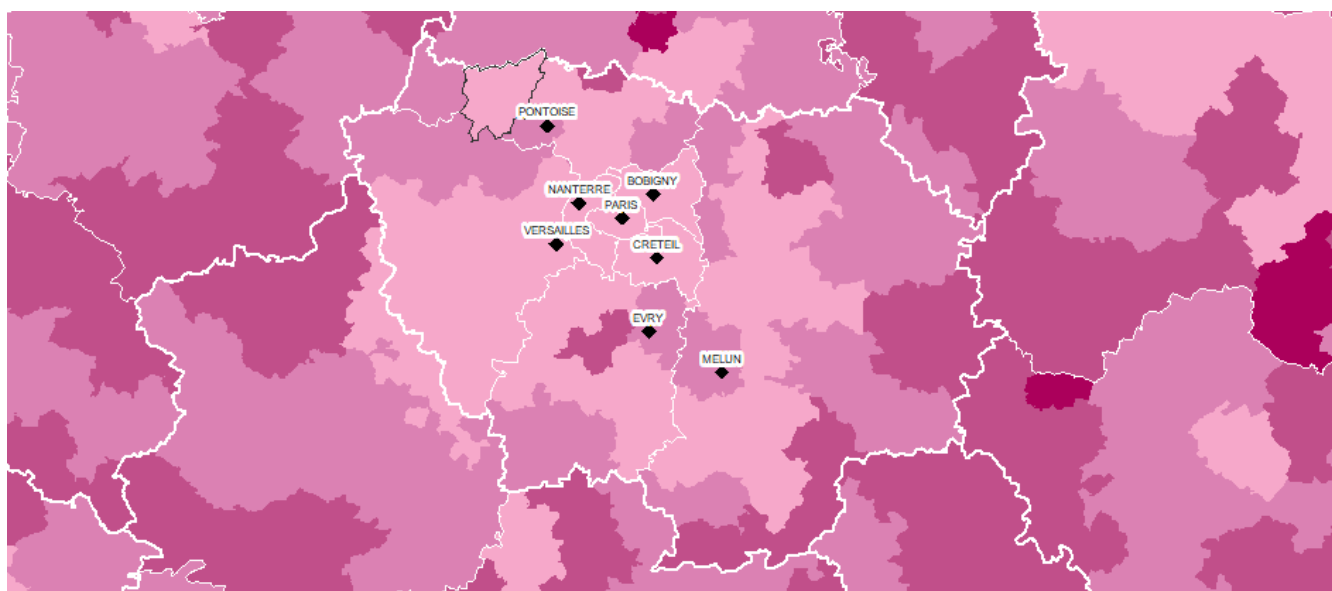 PONTOISE
BOBIGNY
NANTERRE
PARIS
VERSAILLES
CRETEIL
EVRY
MELUN